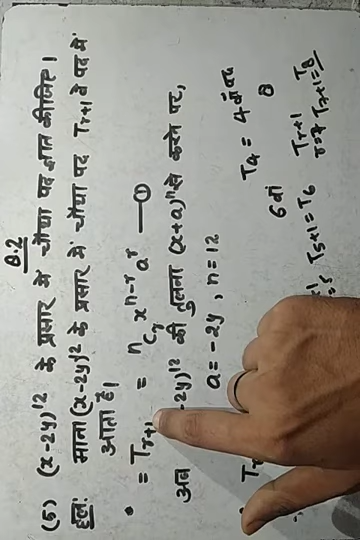 8.2
(5) (x-2y)¹² के प्रसार में चौथा पद ज्ञात कीजिए।
हल: माना (x-2y)¹² के प्रसार में चौथा पद Tr+1 वें पद में
आता है।
= Tr+1 = ⁿCr xⁿ⁻ʳ aʳ —①
अब -2y)¹² की तुलना (x+a)ⁿ से करने पर,
a = -2y, n = 12
T4 = 4 वां पद
8
6 वां
T5+1 = T6
Tr+1 T8
r=7 T7+1 = 8